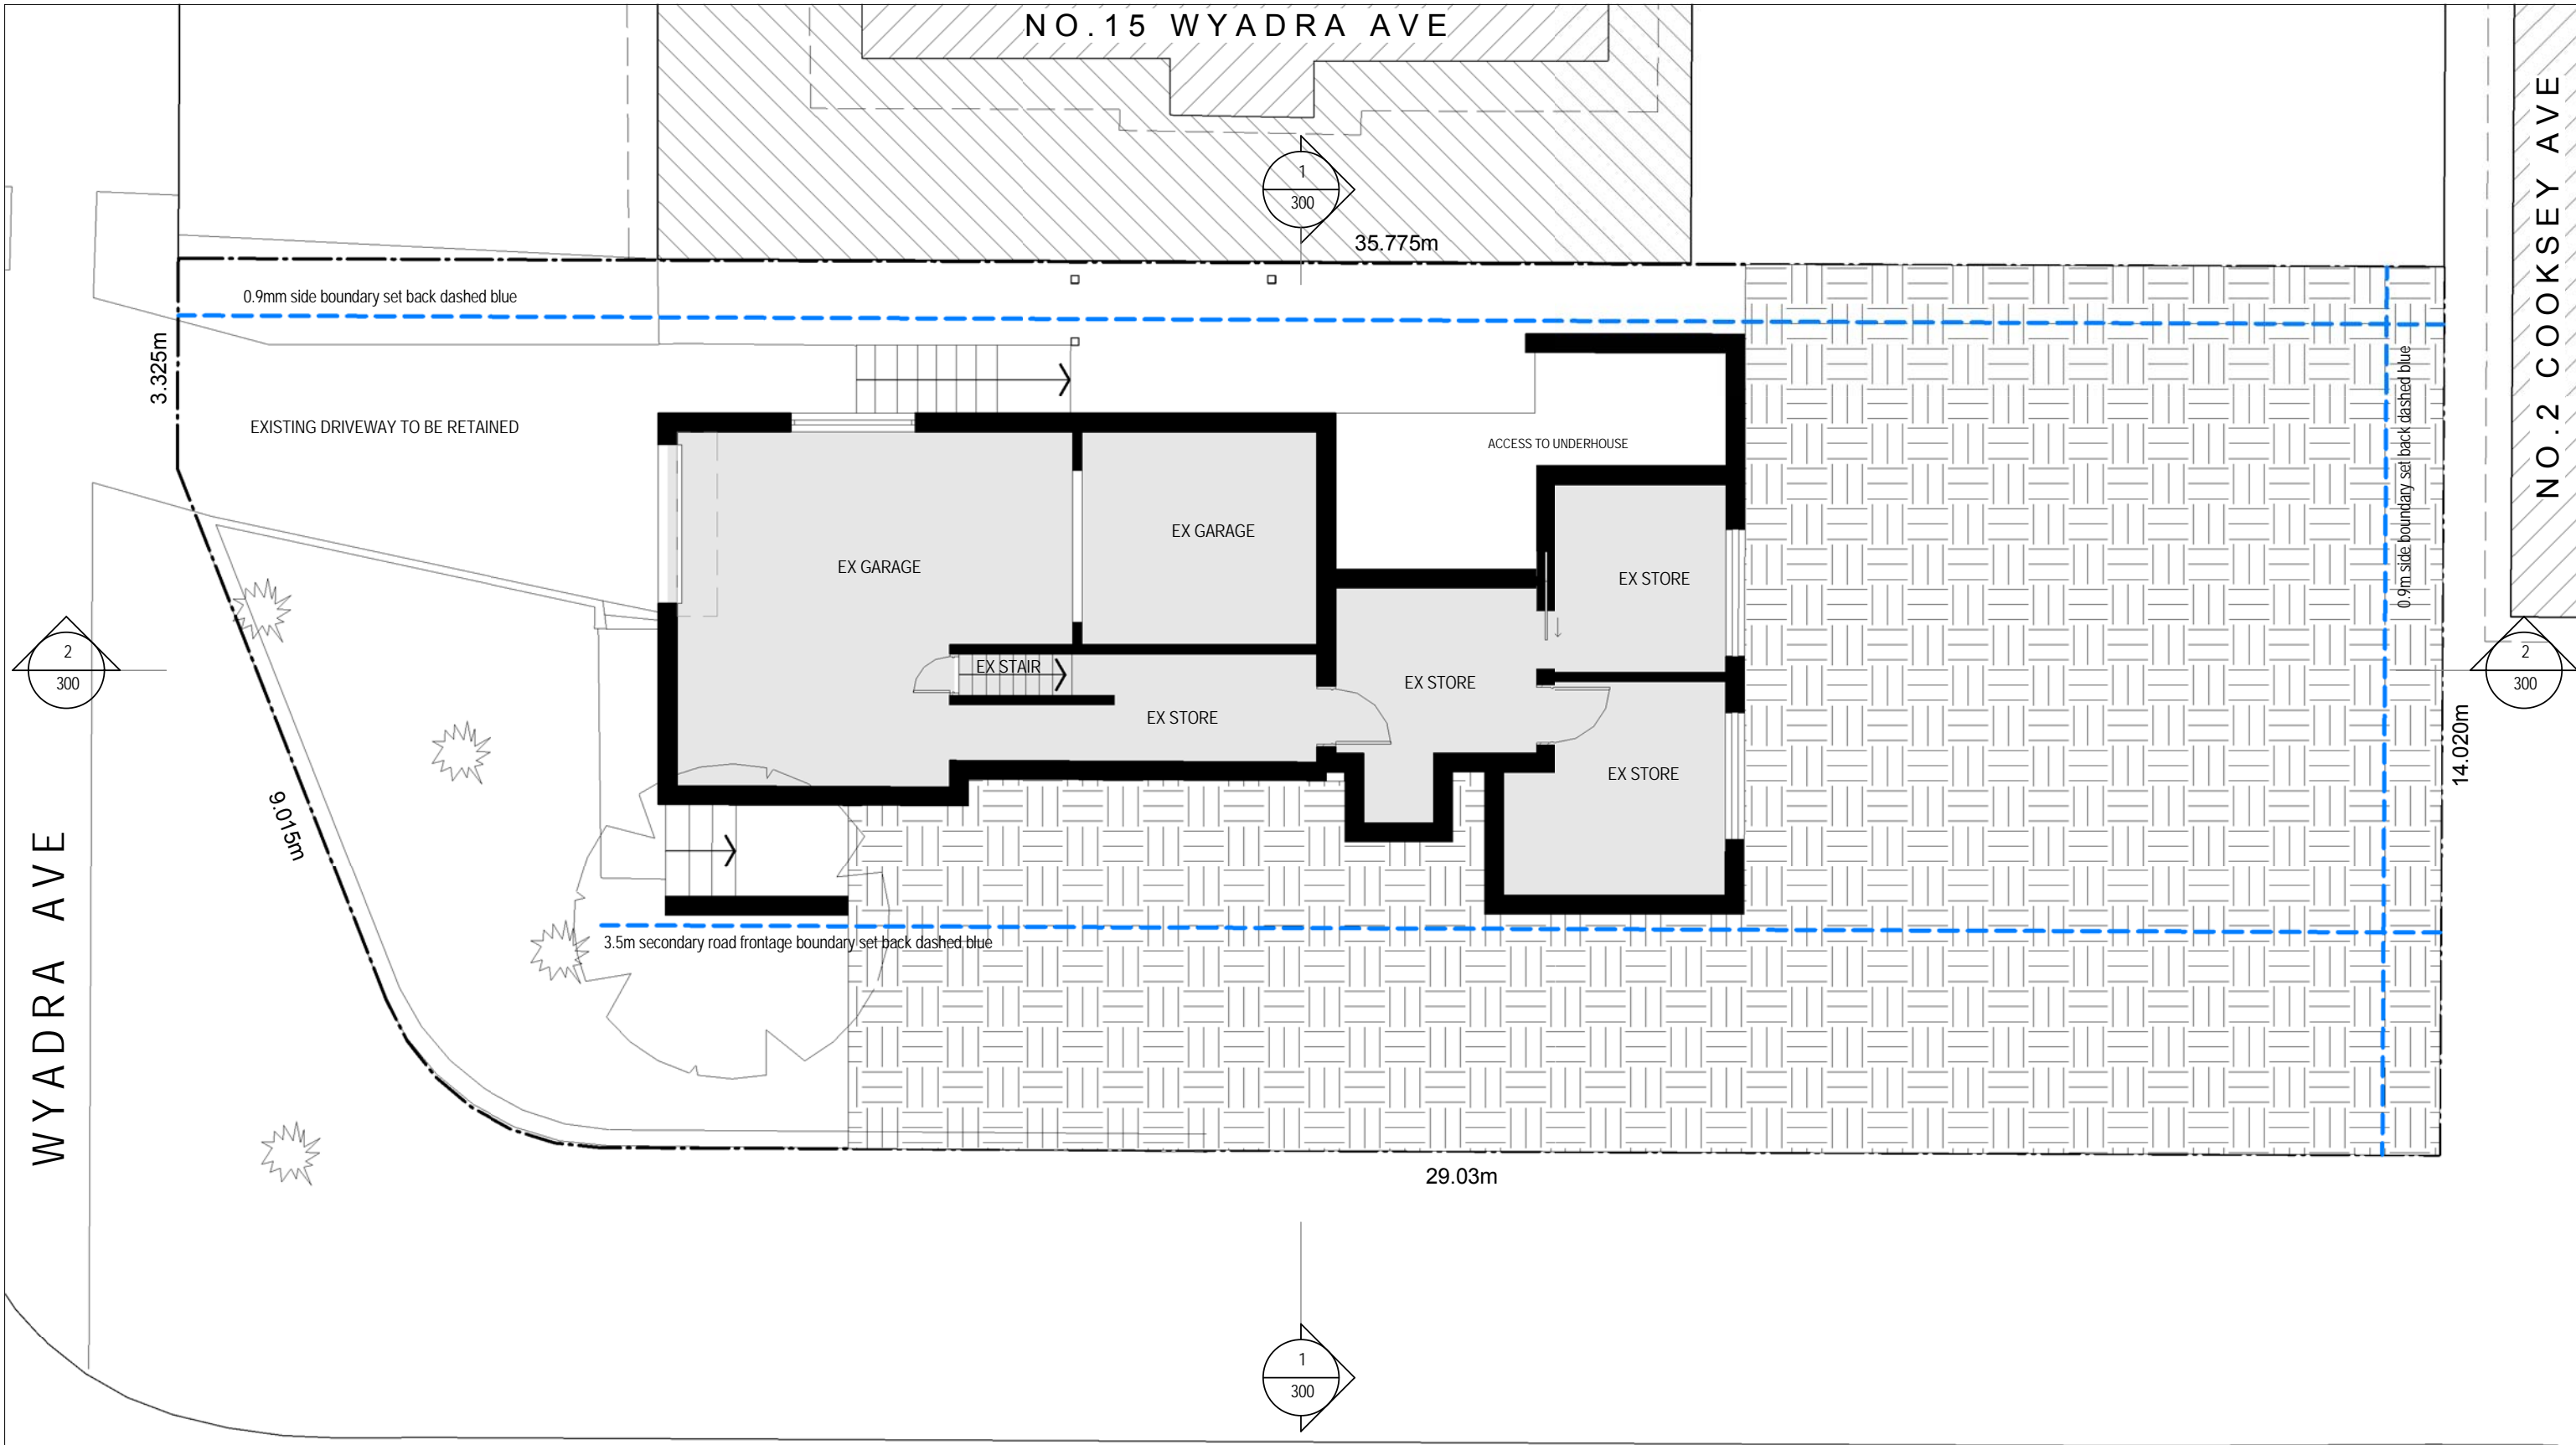 NO.15 WYADRA AVE
NO.2 COOKSEY AVE
1
300
35.775m
0.9mm side boundary set back dashed blue
3.325m
EXISTING DRIVEWAY TO BE RETAINED
ACCESS TO UNDERHOUSE
0.9m side boundary set back dashed blue
EX GARAGE
EX GARAGE
EX STORE
2
300
EX STAIR
EX STORE
EX STORE
2
300
14.020m
EX STORE
9.015m
WYADRA AVE
3.5m secondary road frontage boundary set back dashed blue
29.03m
1
300